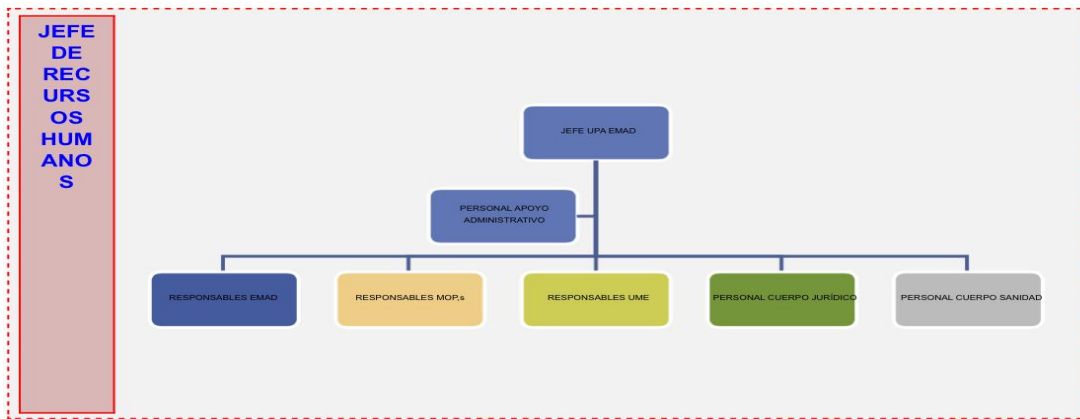 JEFE
DE
REC
URS
OS
HUM
ANO
S
JEFE UPA EMAD
PERSONAL APOYO
ADMINISTRATIVO
RESPONSABLES EMAD
RESPONSABLES MOP,s
RESPONSABLES UME
PERSONAL CUERPO JURÍDICO
PERSONAL CUERPO SANIDAD